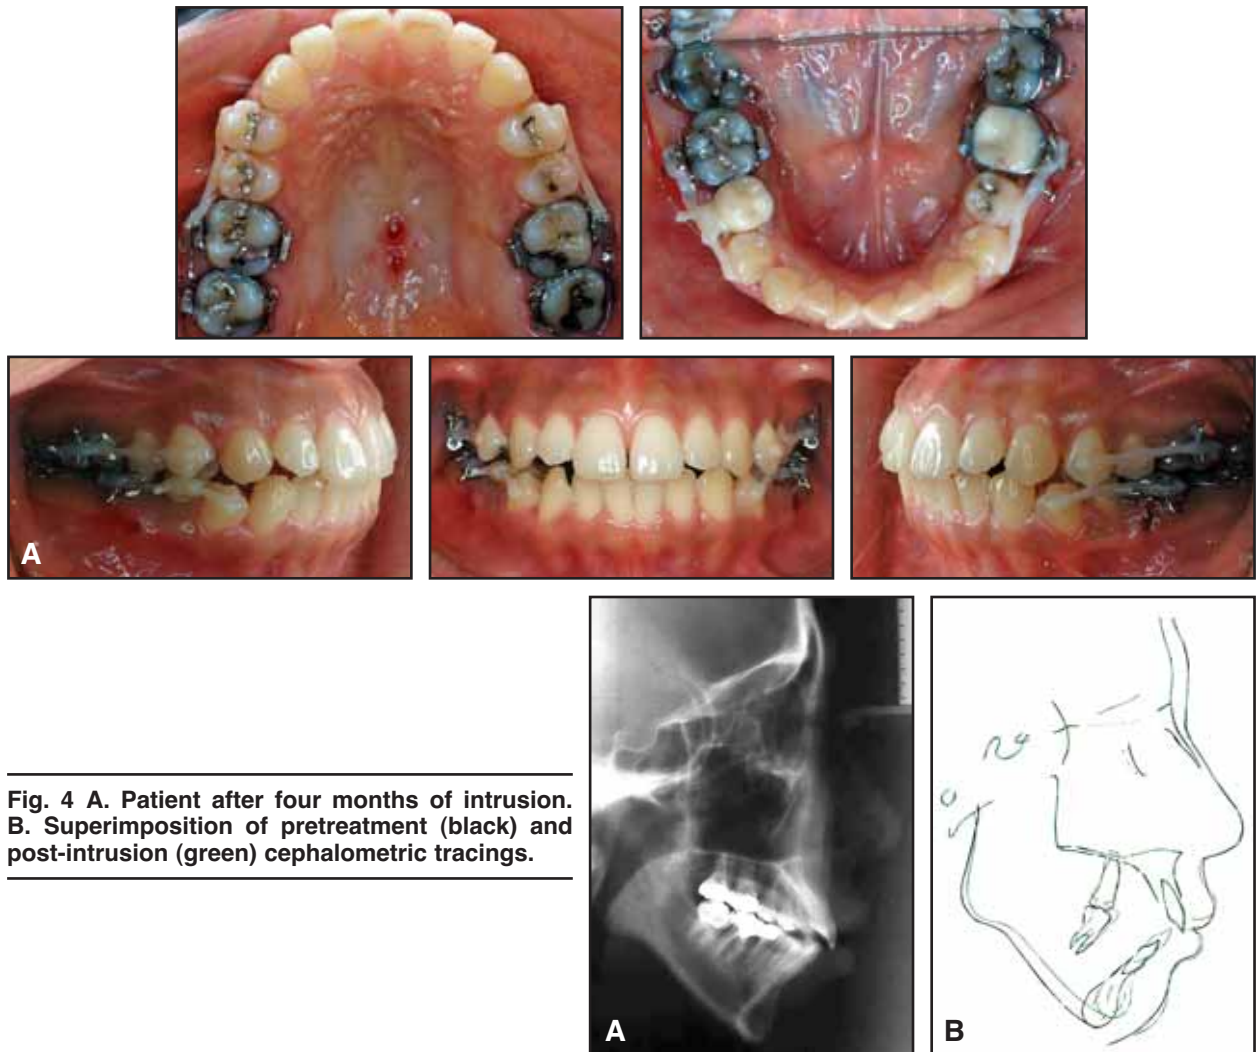 A
Fig. 4 A. Patient after four months of intrusion.
B. Superimposition of pretreatment (black) and
post-intrusion (green) cephalometric tracings.
A
B